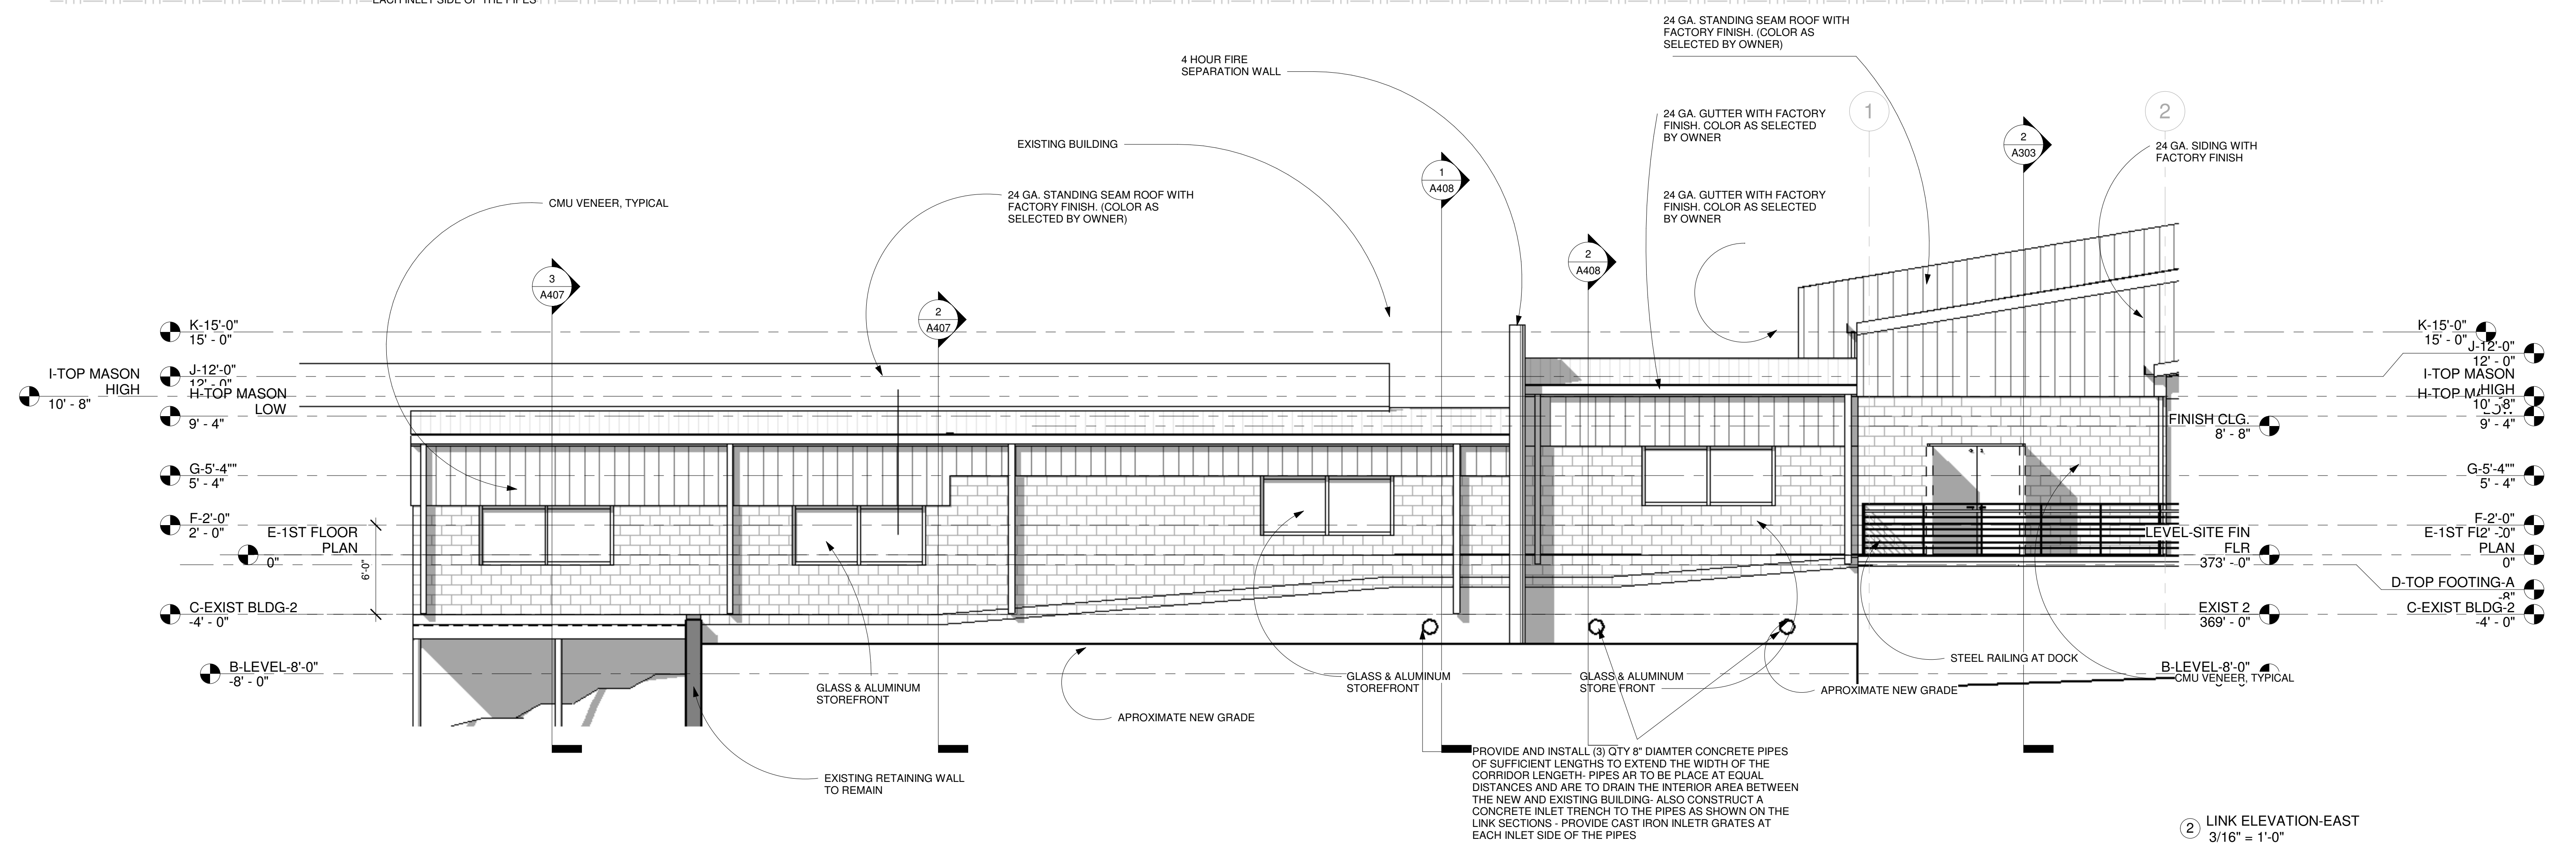 EACH INLET SIDE OF THE PIPES
24 GA. STANDING SEAM ROOF WITH
FACTORY FINISH. (COLOR AS
SELECTED BY OWNER)
4 HOUR FIRE
SEPARATION WALL
24 GA. GUTTER WITH FACTORY
FINISH. COLOR AS SELECTED
BY OWNER
1
2
2
A303
24 GA. SIDING WITH
FACTORY FINISH
EXISTING BUILDING
1
A408
CMU VENEER, TYPICAL
24 GA. STANDING SEAM ROOF WITH
FACTORY FINISH. (COLOR AS
SELECTED BY OWNER)
24 GA. GUTTER WITH FACTORY
FINISH. COLOR AS SELECTED
BY OWNER
2
A408
3
A407
2
A407
K-15'-0"
15' - 0"
J-12'-0"
12' - 0"
I-TOP MASON
HIGH
10' - 8"
H-TOP MASON
LOW
9' - 4"
G-5'-4""
5' - 4"
F-2'-0"
2' - 0"
E-1ST FLOOR
PLAN
0"
6'-0"
C-EXIST BLDG-2
-4' - 0"
B-LEVEL-8'-0"
-8' - 0"
K-15'-0"
15' - 0"
J-12'-0"
12' - 0"
I-TOP MASON
HIGH
10' - 8"
9' - 4"
FINISH CLG.
8' - 8"
G-5'-4""
5' - 4"
F-2'-0"
PLAN
0"
LEVEL-SITE FIN
FLR
373' -0"
D-TOP FOOTING-A
-8"
EXIST 2
369' - 0"
C-EXIST BLDG-2
-4' - 0"
B-LEVEL-8'-0"
CMU VENEER, TYPICAL
STEEL RAILING AT DOCK
APROXIMATE NEW GRADE
GLASS & ALUMINUM
STORE FRONT
GLASS & ALUMINUM
STOREFRONT
GLASS & ALUMINUM
STOREFRONT
APROXIMATE NEW GRADE
EXISTING RETAINING WALL
TO REMAIN
PROVIDE AND INSTALL (3) QTY 8" DIAMTER CONCRETE PIPES
OF SUFFICIENT LENGTHS TO EXTEND THE WIDTH OF THE
CORRIDOR LENGETH- PIPES AR TO BE PLACE AT EQUAL
DISTANCES AND ARE TO DRAIN THE INTERIOR AREA BETWEEN
THE NEW AND EXISTING BUILDING- ALSO CONSTRUCT A
CONCRETE INLET TRENCH TO THE PIPES AS SHOWN ON THE
LINK SECTIONS - PROVIDE CAST IRON INLETR GRATES AT
EACH INLET SIDE OF THE PIPES
2
LINK ELEVATION-EAST
3/16" = 1'-0"